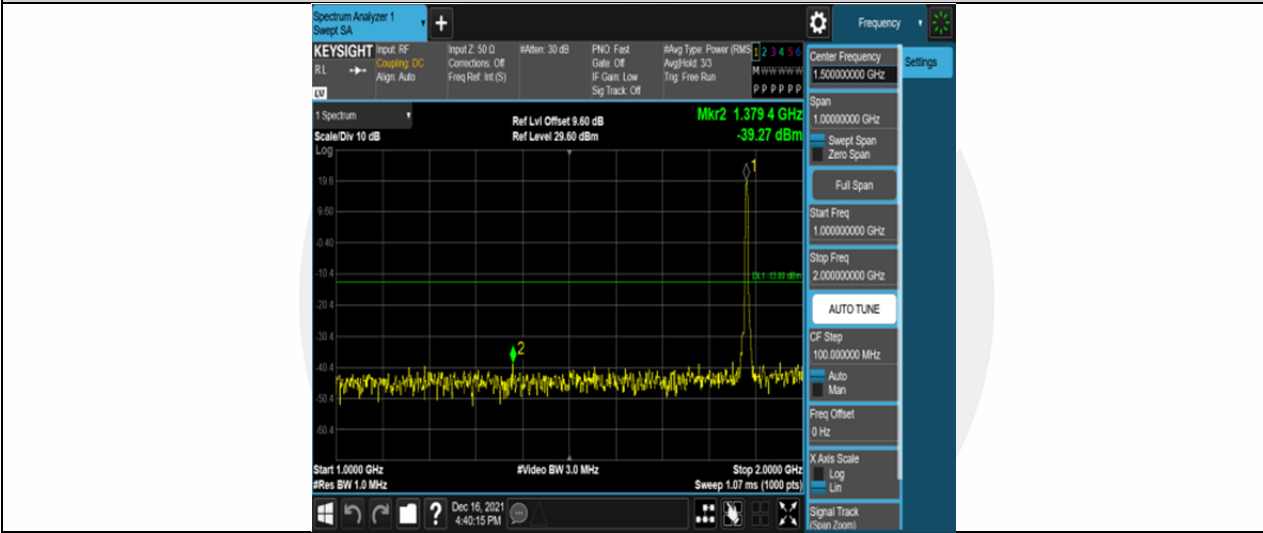 Spectrum Analyzer 1
Swept SA
+
Frequency
KEYSIGHT
RL
LV
Input: RF
Coupling: DC
Align: Auto
Input Z: 50 Ω
Corrections: Off
Freq Ref: Int (S)
#Atten: 30 dB
PNO: Fast
Gate: Off
IF Gain: Low
Sig Track: Off
#Avg Type: Power (RMS
Avg|Hold: 3/3
Trig: Free Run
1 2 3 4 5 6
M W W W W W
P P P P P P
Center Frequency
1.500000000 GHz
Settings
Span
1.00000000 GHz
Swept Span
Zero Span
Full Span
Start Freq
1.000000000 GHz
Stop Freq
2.000000000 GHz
AUTO TUNE
CF Step
100.000000 MHz
Auto
Man
Freq Offset
0 Hz
X Axis Scale
Log
Lin
Signal Track
(Span Zoom)
1 Spectrum
Scale/Div 10 dB
Log
Ref Lvl Offset 9.60 dB
Ref Level 29.60 dBm
Mkr2 1.379 4 GHz
-39.27 dBm
19.6
9.60
-0.40
-10.4
-20.4
-30.4
-40.4
-50.4
-60.4
1
2
DL1 -13.00 dBm
Start 1.0000 GHz
#Res BW 1.0 MHz
#Video BW 3.0 MHz
Stop 2.0000 GHz
Sweep 1.07 ms (1000 pts)
?
Dec 16, 2021
4:40:15 PM